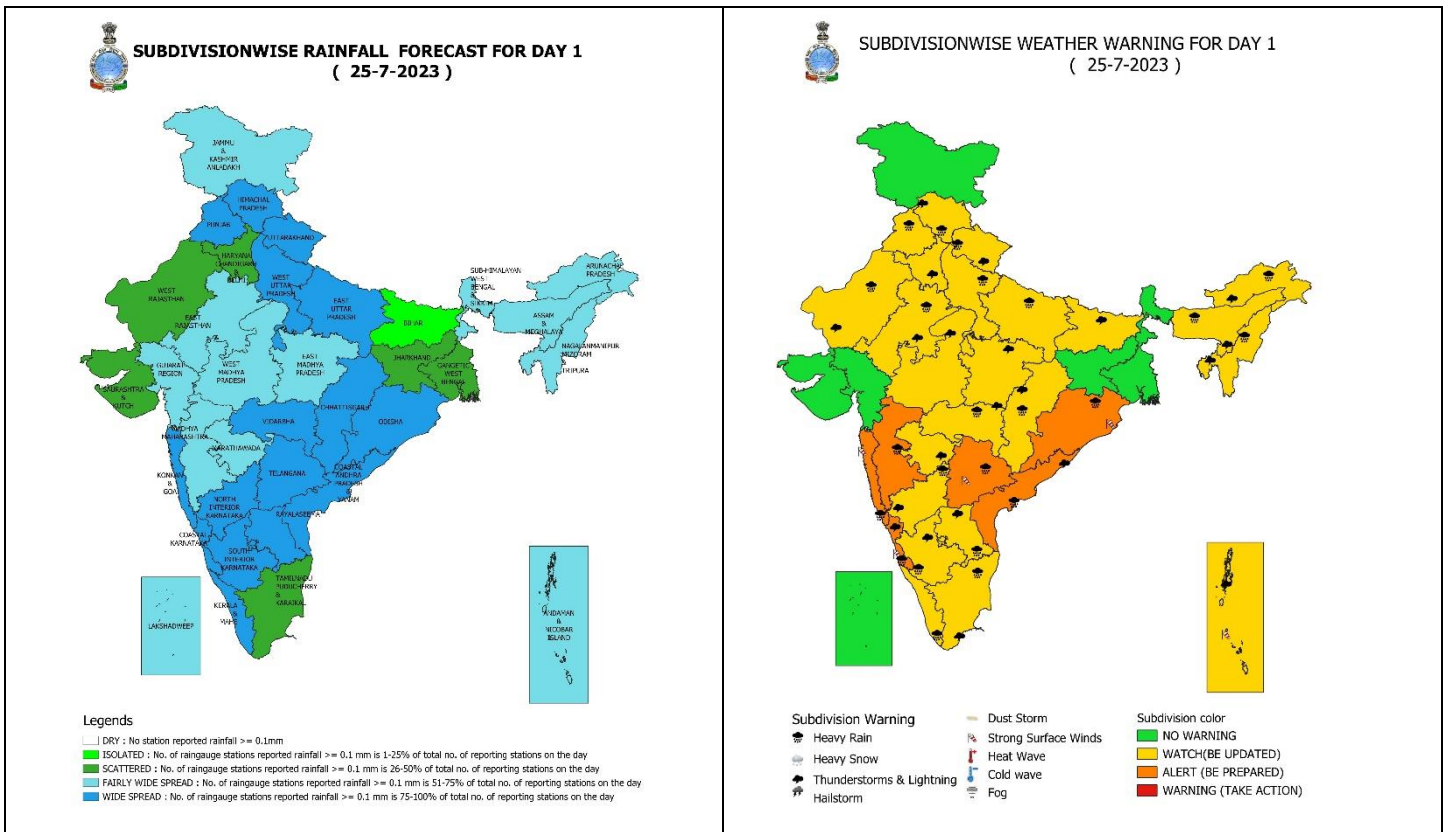 SUBDIVISIONWISE RAINFALL FORECAST FOR DAY 1
( 25-7-2023 )
JAMMU
&
KASHMIR
ANLADAKH
HIMACHAL
PRADESH
PUNJAB
UTTARAKHAND
HARYANA
CHANDIGARH
&
DELHI
WEST
UTTAR
PRADESH
WEST
RAJASTHAN
EAST
RAJASTHAN
EAST
UTTAR
PRADESH
SUB-HIMALAYAN
WEST
BENGAL
&
SIKKIM
ARUNACHAL
PRADESH
ASSAM
&
MEGHALAYA
NAGALANMANIPUR
MIZORAM
&
TRIPURA
BIHAR
JHARKHAND
GANGETIC
WEST
BENGAL
GUJARAT
REGION
WEST
MADHYA
PRADESH
EAST
MADHYA
PRADESH
SAURASHTRA
&
KUTCH
CHHATTISGARH
ODISHA
VIDARBHA
MADHYA
MAHARASHTRA
MARATHAWADA
KONKAN
&
GOA
TELANGANA
COASTAL
ANDHRA
PRADESH
&
YANAM
NORTH
INTERIOR
KARNATAKA
RAYALASEEMA
COASTAL
KARNATAKA
SOUTH
INTERIOR
KARNATAKA
TAMILNADU
PUDUCHERRY
&
KARAIKAL
KERALA
&
MAHE
LAKSHADWEEP
ANDAMAN
&
NICOBAR
ISLAND
Legends
DRY : No station reported rainfall >= 0.1mm
ISOLATED : No. of raingauge stations reported rainfall >= 0.1 mm is 1-25% of total no. of reporting stations on the day
SCATTERED : No. of raingauge stations reported rainfall >= 0.1 mm is 26-50% of total no. of reporting stations on the day
FAIRLY WIDE SPREAD : No. of raingauge stations reported rainfall >= 0.1 mm is 51-75% of total no. of reporting stations on the day
WIDE SPREAD : No. of raingauge stations reported rainfall >= 0.1 mm is 75-100% of total no. of reporting stations on the day
SUBDIVISIONWISE WEATHER WARNING FOR DAY 1
( 25-7-2023 )
Subdivision Warning
Heavy Rain
Heavy Snow
Thunderstorms & Lightning
Hailstorm
Dust Storm
Strong Surface Winds
Heat Wave
Cold wave
Fog
Subdivision color
NO WARNING
WATCH(BE UPDATED)
ALERT (BE PREPARED)
WARNING (TAKE ACTION)